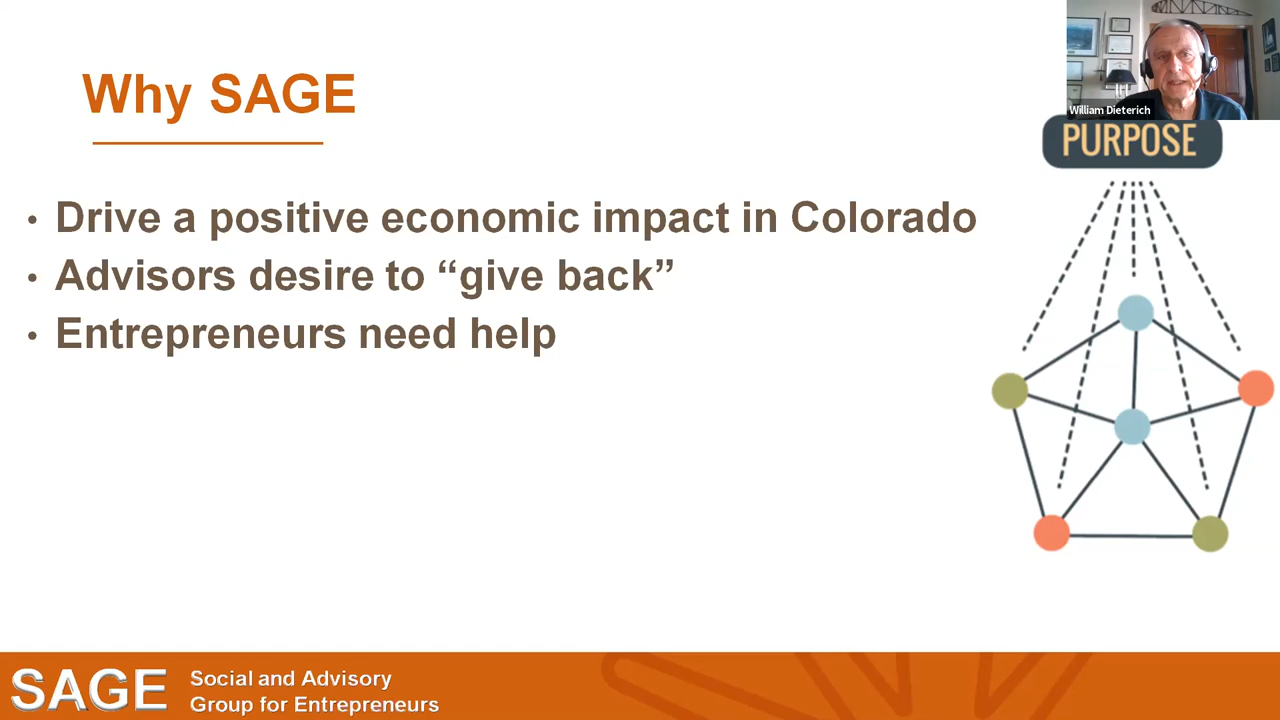 Why SAGE
William Dieterich
PURPOSE
• Drive a positive economic impact in Colorado
• Advisors desire to “give back”
• Entrepreneurs need help
SAGE
Social and Advisory
Group for Entrepreneurs